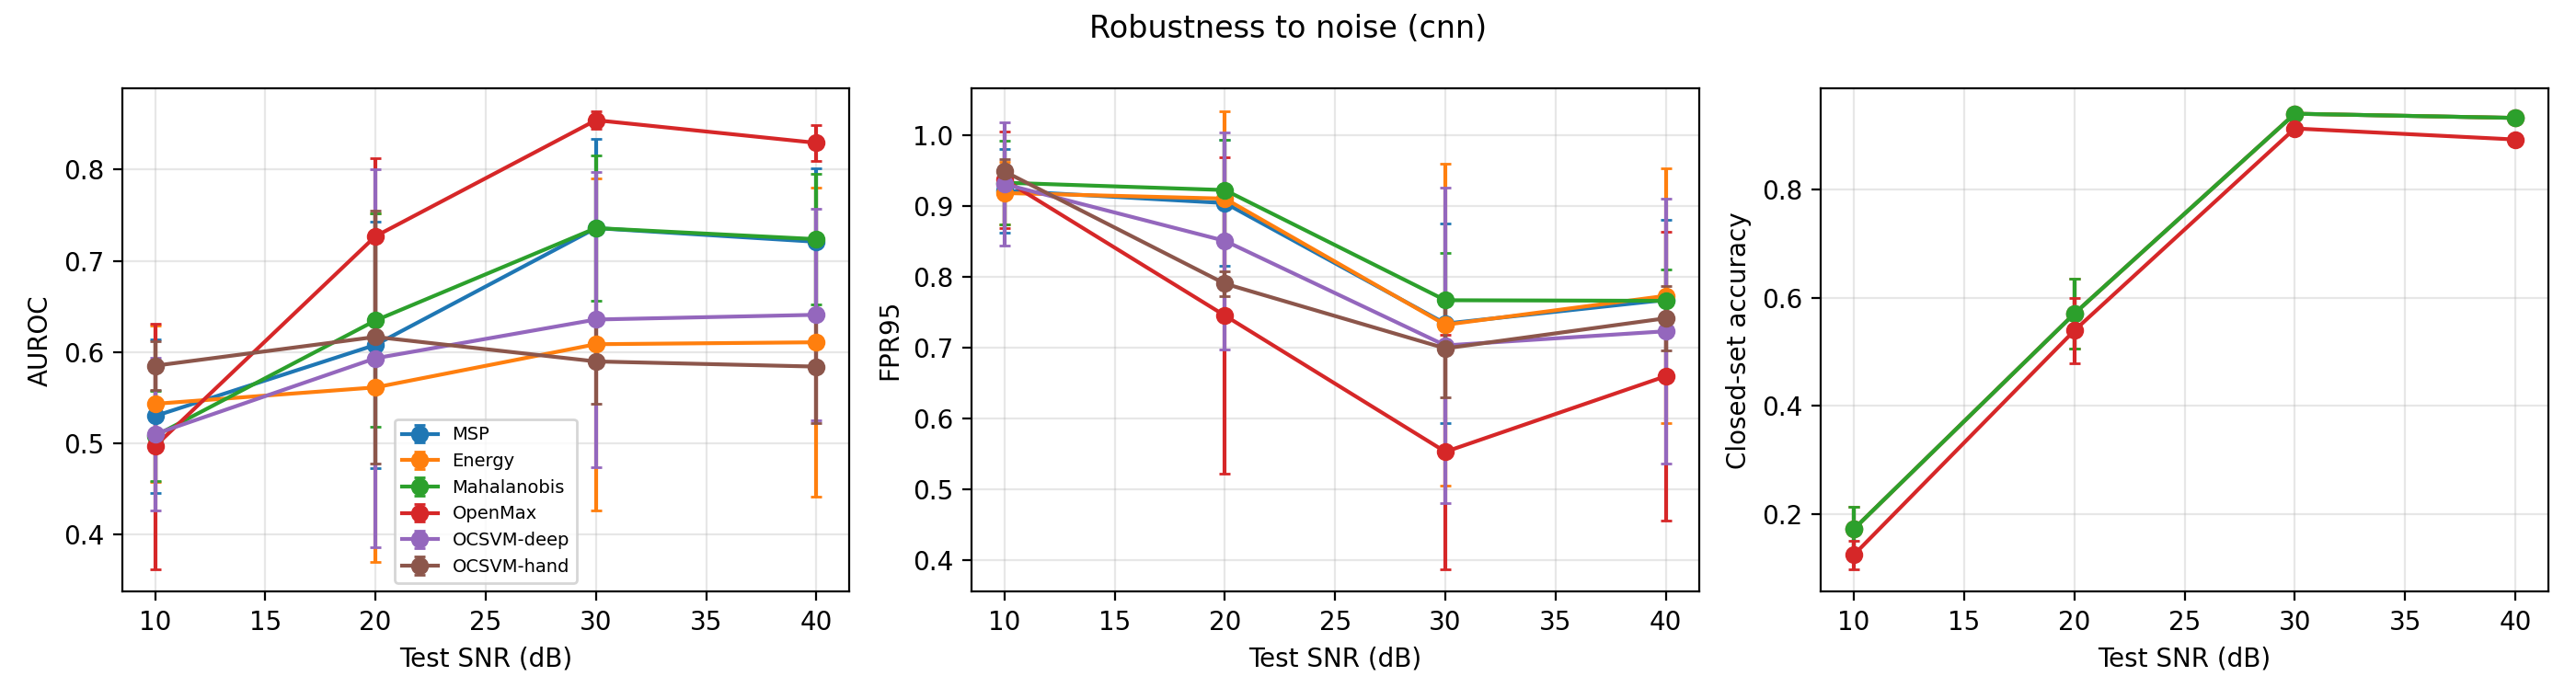 Robustness to noise (cnn)
AUROC
0.8
0.7
0.6
0.5
0.4
MSP
Energy
Mahalanobis
OpenMax
OCSVM-deep
OCSVM-hand
10 15 20 25 30 35 40
Test SNR (dB)
FPR95
1.0
0.9
0.8
0.7
0.6
0.5
0.4
10 15 20 25 30 35 40
Test SNR (dB)
Closed-set accuracy
0.8
0.6
0.4
0.2
10 15 20 25 30 35 40
Test SNR (dB)